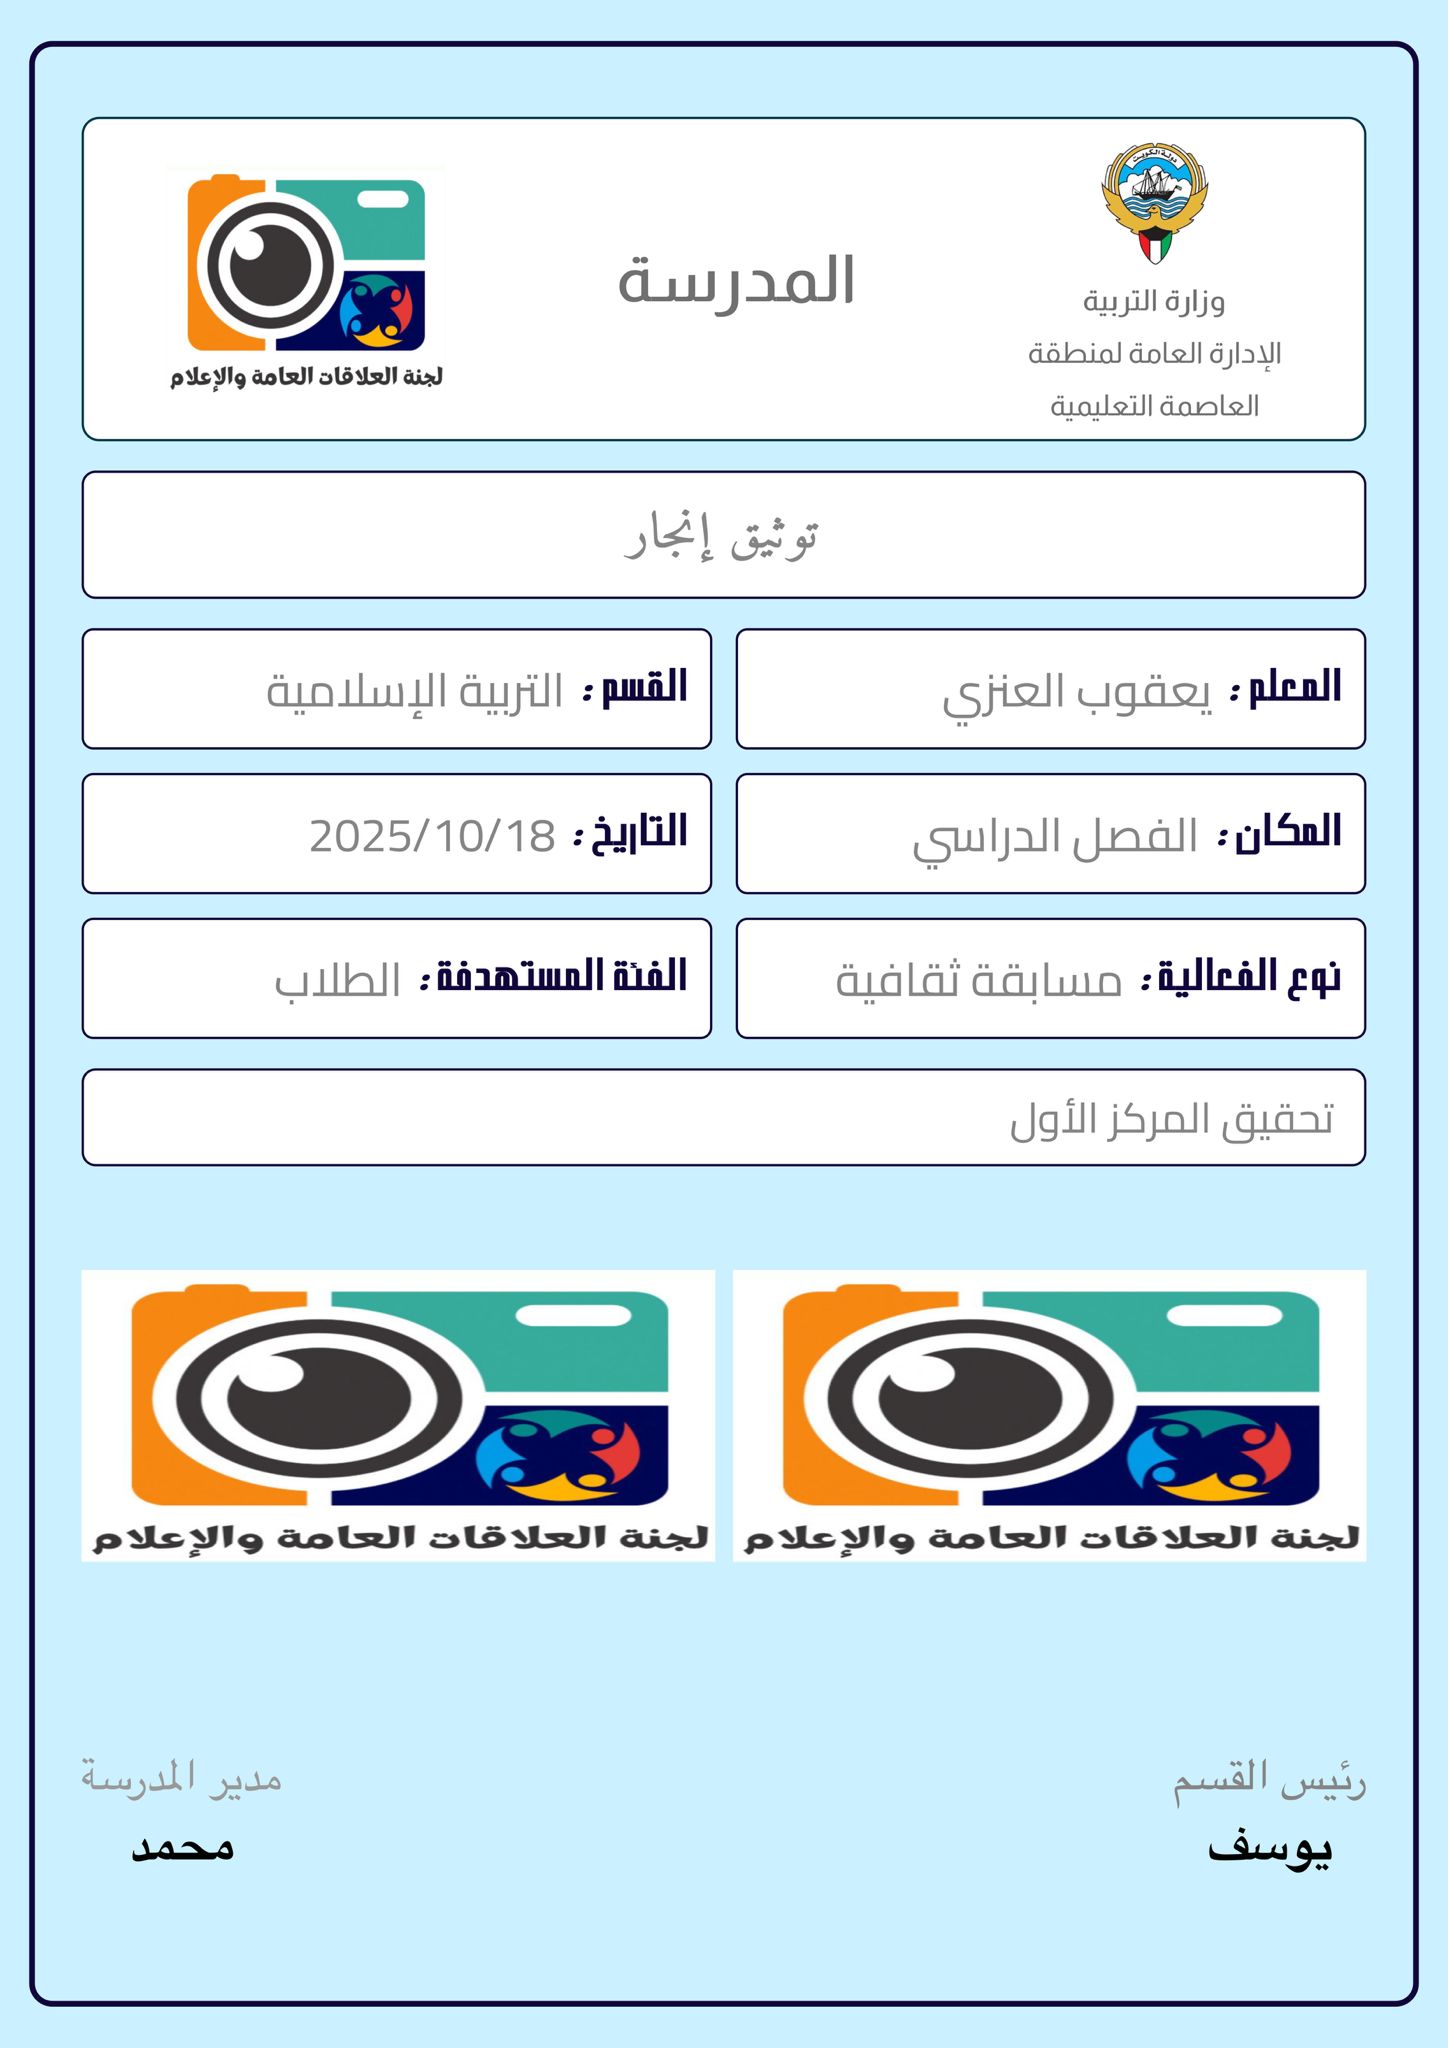 دولة الكويت
وزارة التربية
الإدارة العامة لمنطقة
العاصمة التعليمية
المدرسة
لجنة العلاقات العامة والإعلام
توثيق إنجار
المعلم : يعقوب العنزي
القسم : التربية الإسلامية
المكان : الفصل الدراسي
التاريخ : 2025/10/18
نوع الفعالية : مسابقة ثقافية
الفئة المستهدفة : الطلاب
تحقيق المركز الأول
لجنة العلاقات العامة والإعلام
لجنة العلاقات العامة والإعلام
رئيس القسم
يوسف
مدير المدرسة
محمد